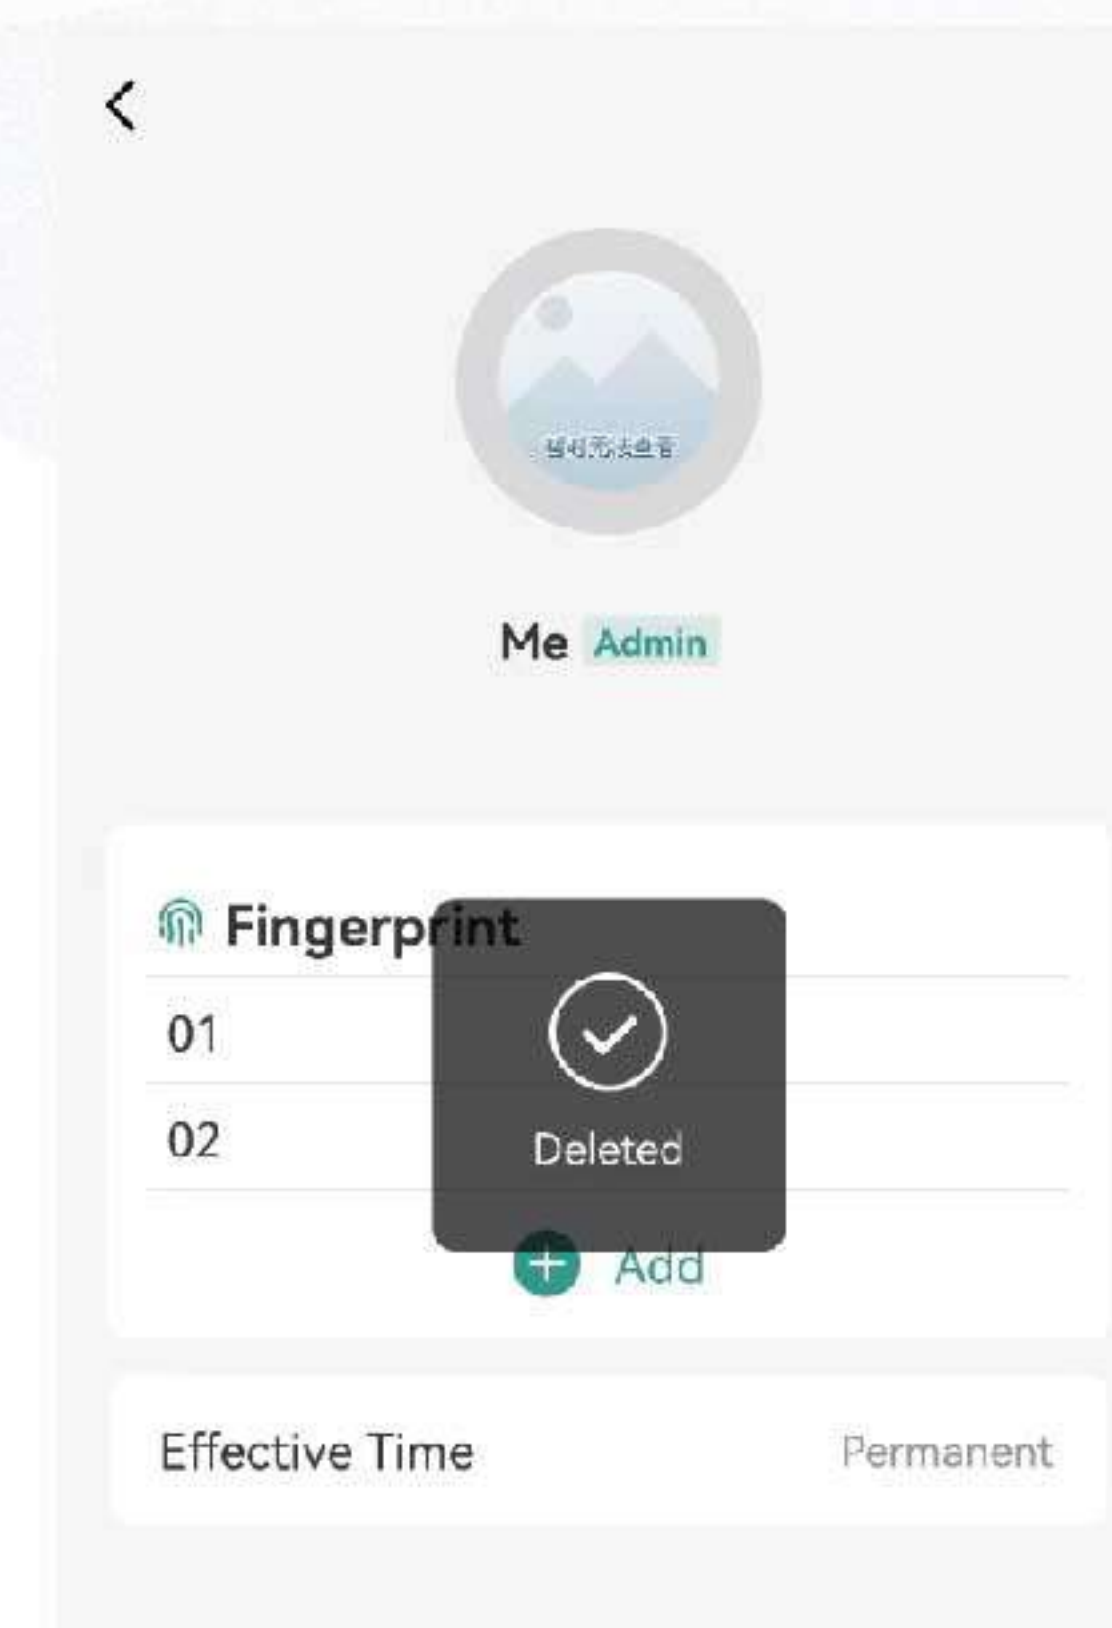 Me Admin
Fingerprint
01
02
Deleted
Add
Effective Time Permanent